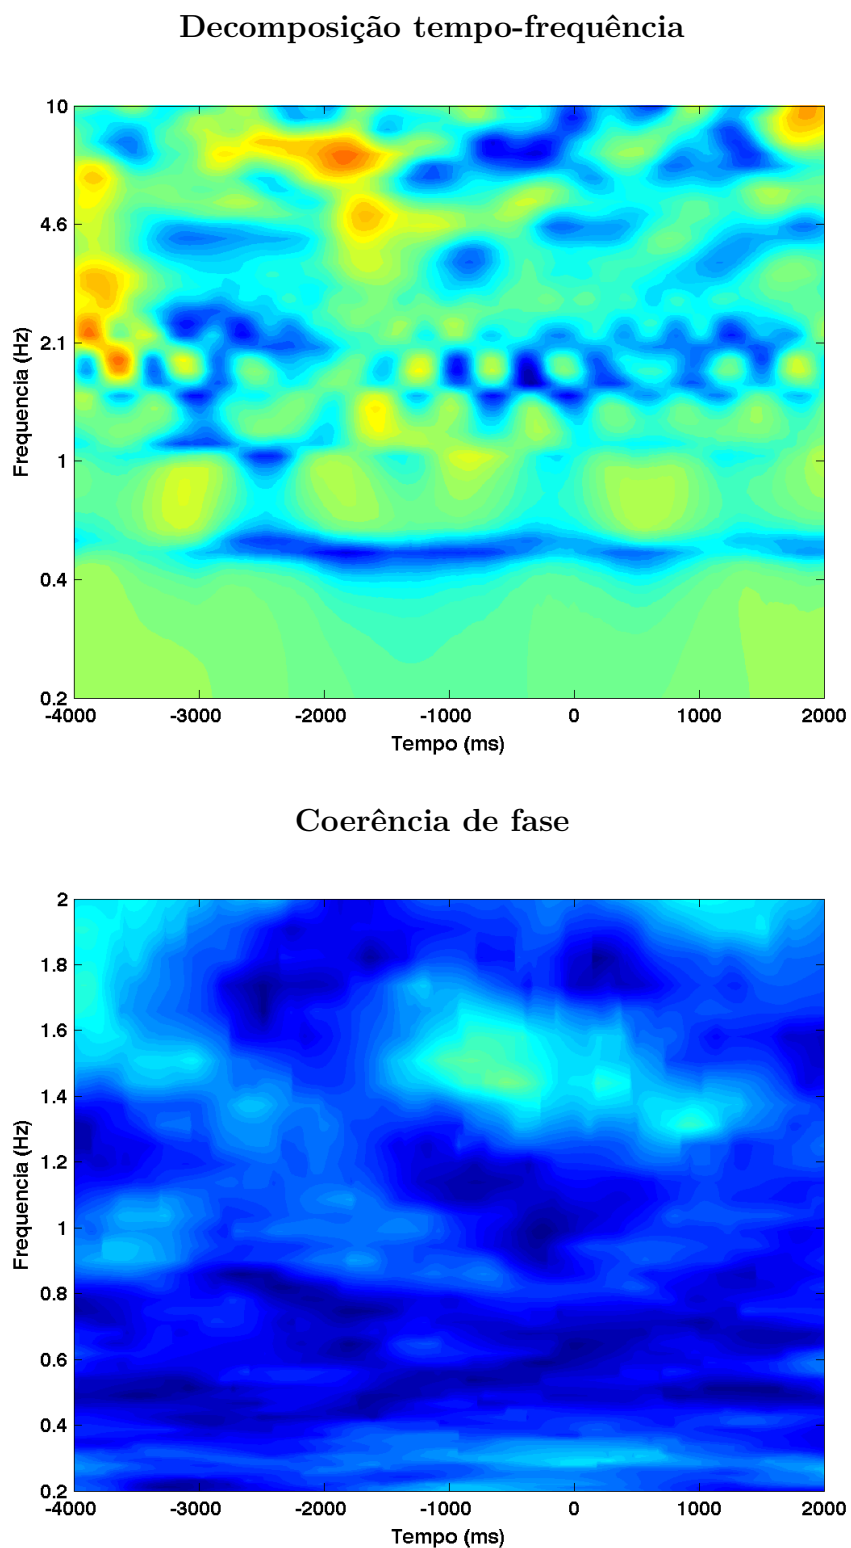 Decomposição tempo-frequência
10
4.6
2.1
1
0.4
0.2
Frequencia (Hz)
-4000 -3000 -2000 -1000 0 1000 2000
Tempo (ms)
Coerência de fase
2
1.8
1.6
1.4
1.2
1
0.8
0.6
0.4
0.2
Frequencia (Hz)
-4000 -3000 -2000 -1000 0 1000 2000
Tempo (ms)